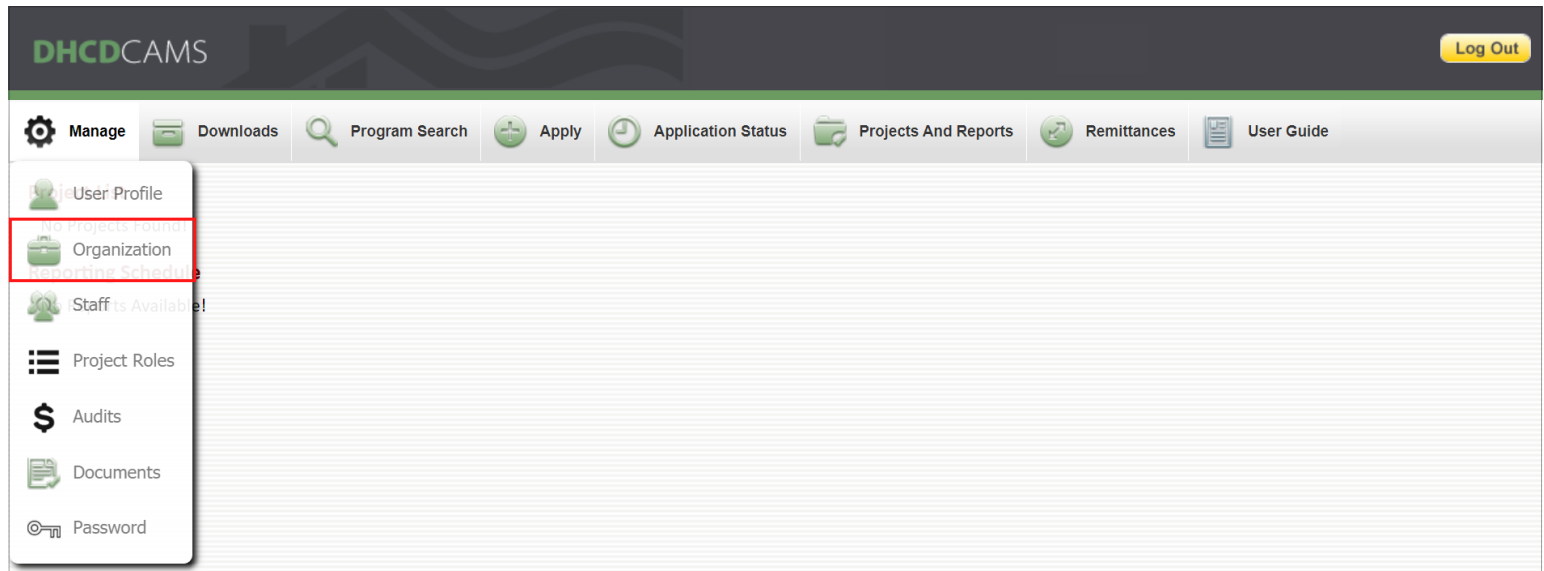 DHCDCAMS
Log Out
Manage Downloads Program Search Apply Application Status Projects And Reports Remittances User Guide
User Profile
No Projects Found!
Organization
Reporting Schedule
Staff
Available!
Project Roles
Audits
Documents
Password